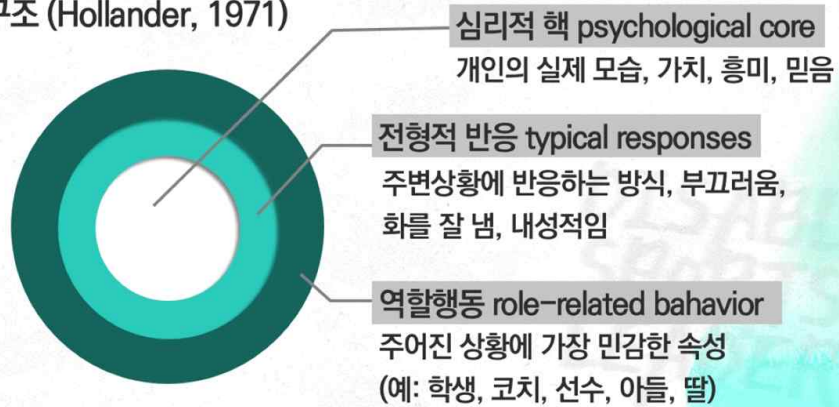 구조 (Hollander, 1971)
심리적 핵 psychological core
개인의 실제 모습, 가치, 흥미, 믿음
전형적 반응 typical responses
주변상황에 반응하는 방식, 부끄러움,
화를 잘 냄, 내성적임
역할행동 role-related bahavior
주어진 상황에 가장 민감한 속성
(예: 학생, 코치, 선수, 아들, 딸)